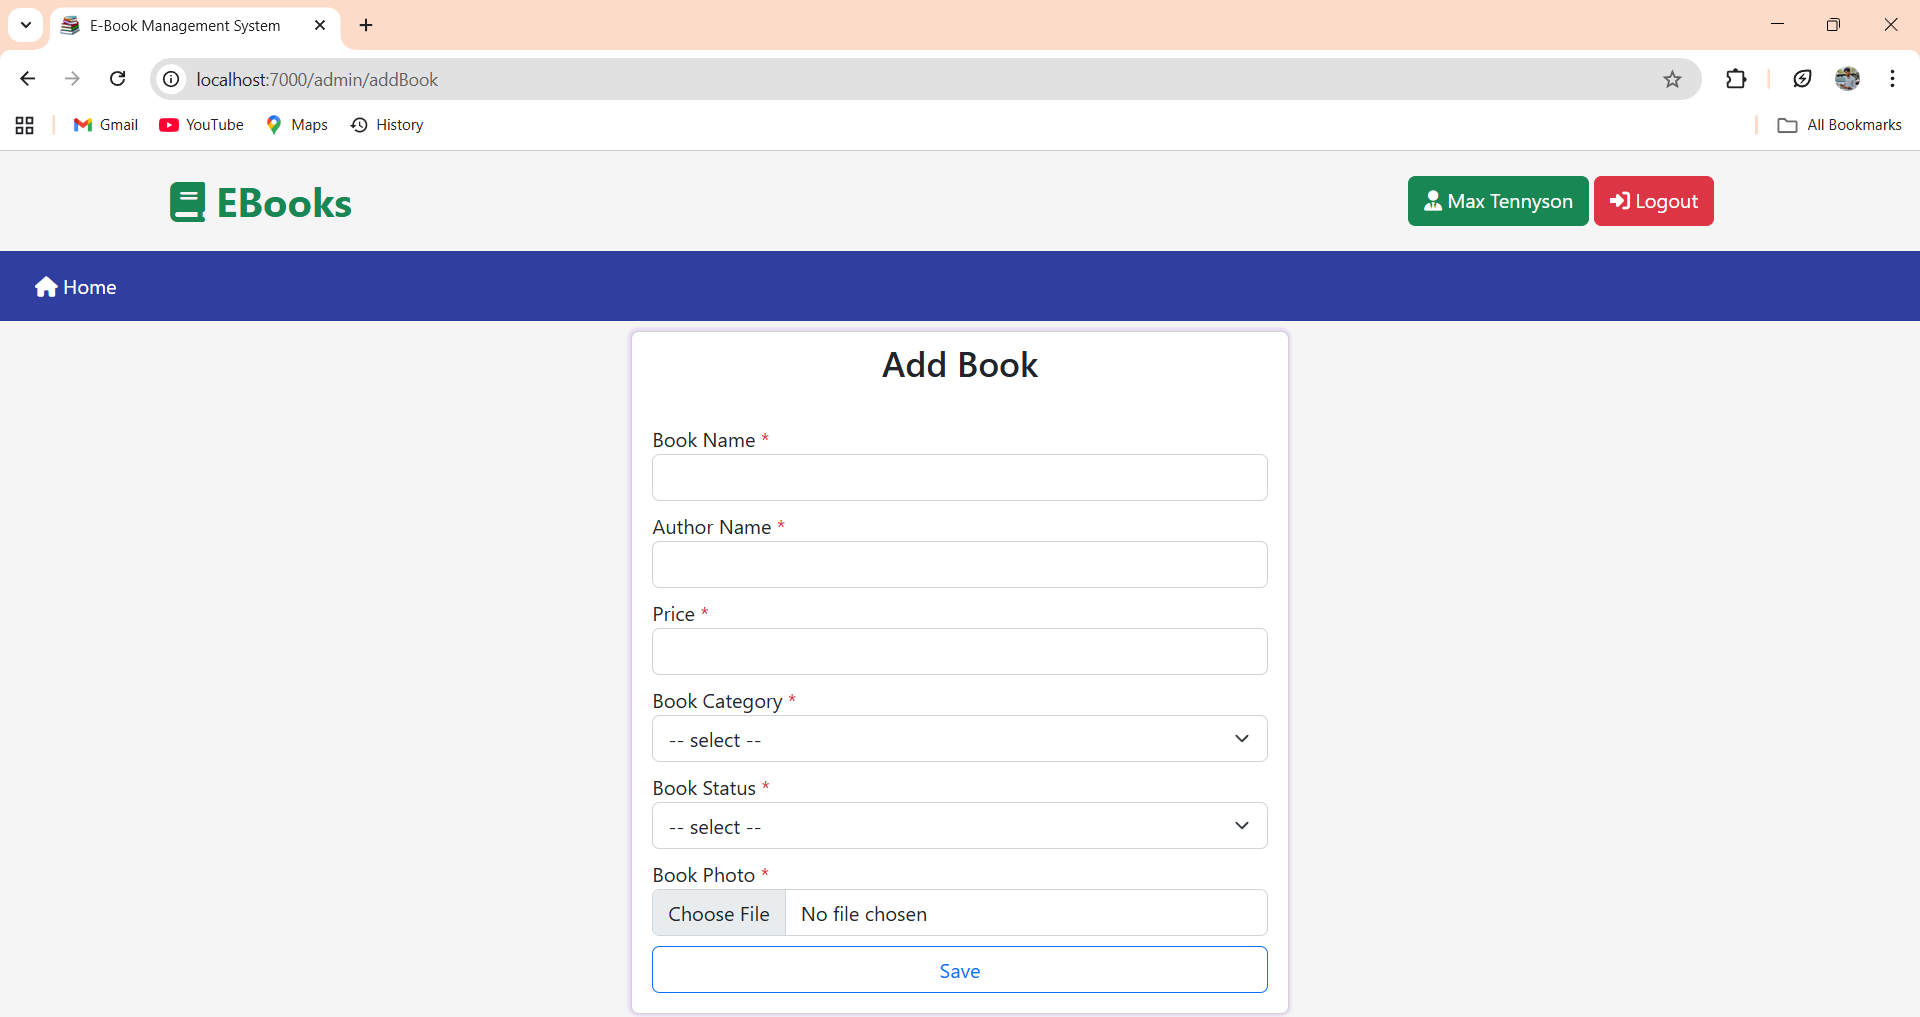 E-Book Management System
localhost:7000/admin/addBook
Gmail YouTube Maps History All Bookmarks
EBooks Max Tennyson Logout
Home
Add Book
Book Name *
Author Name *
Price *
Book Category *
-- select --
Book Status *
-- select --
Book Photo *
Choose File No file chosen
Save